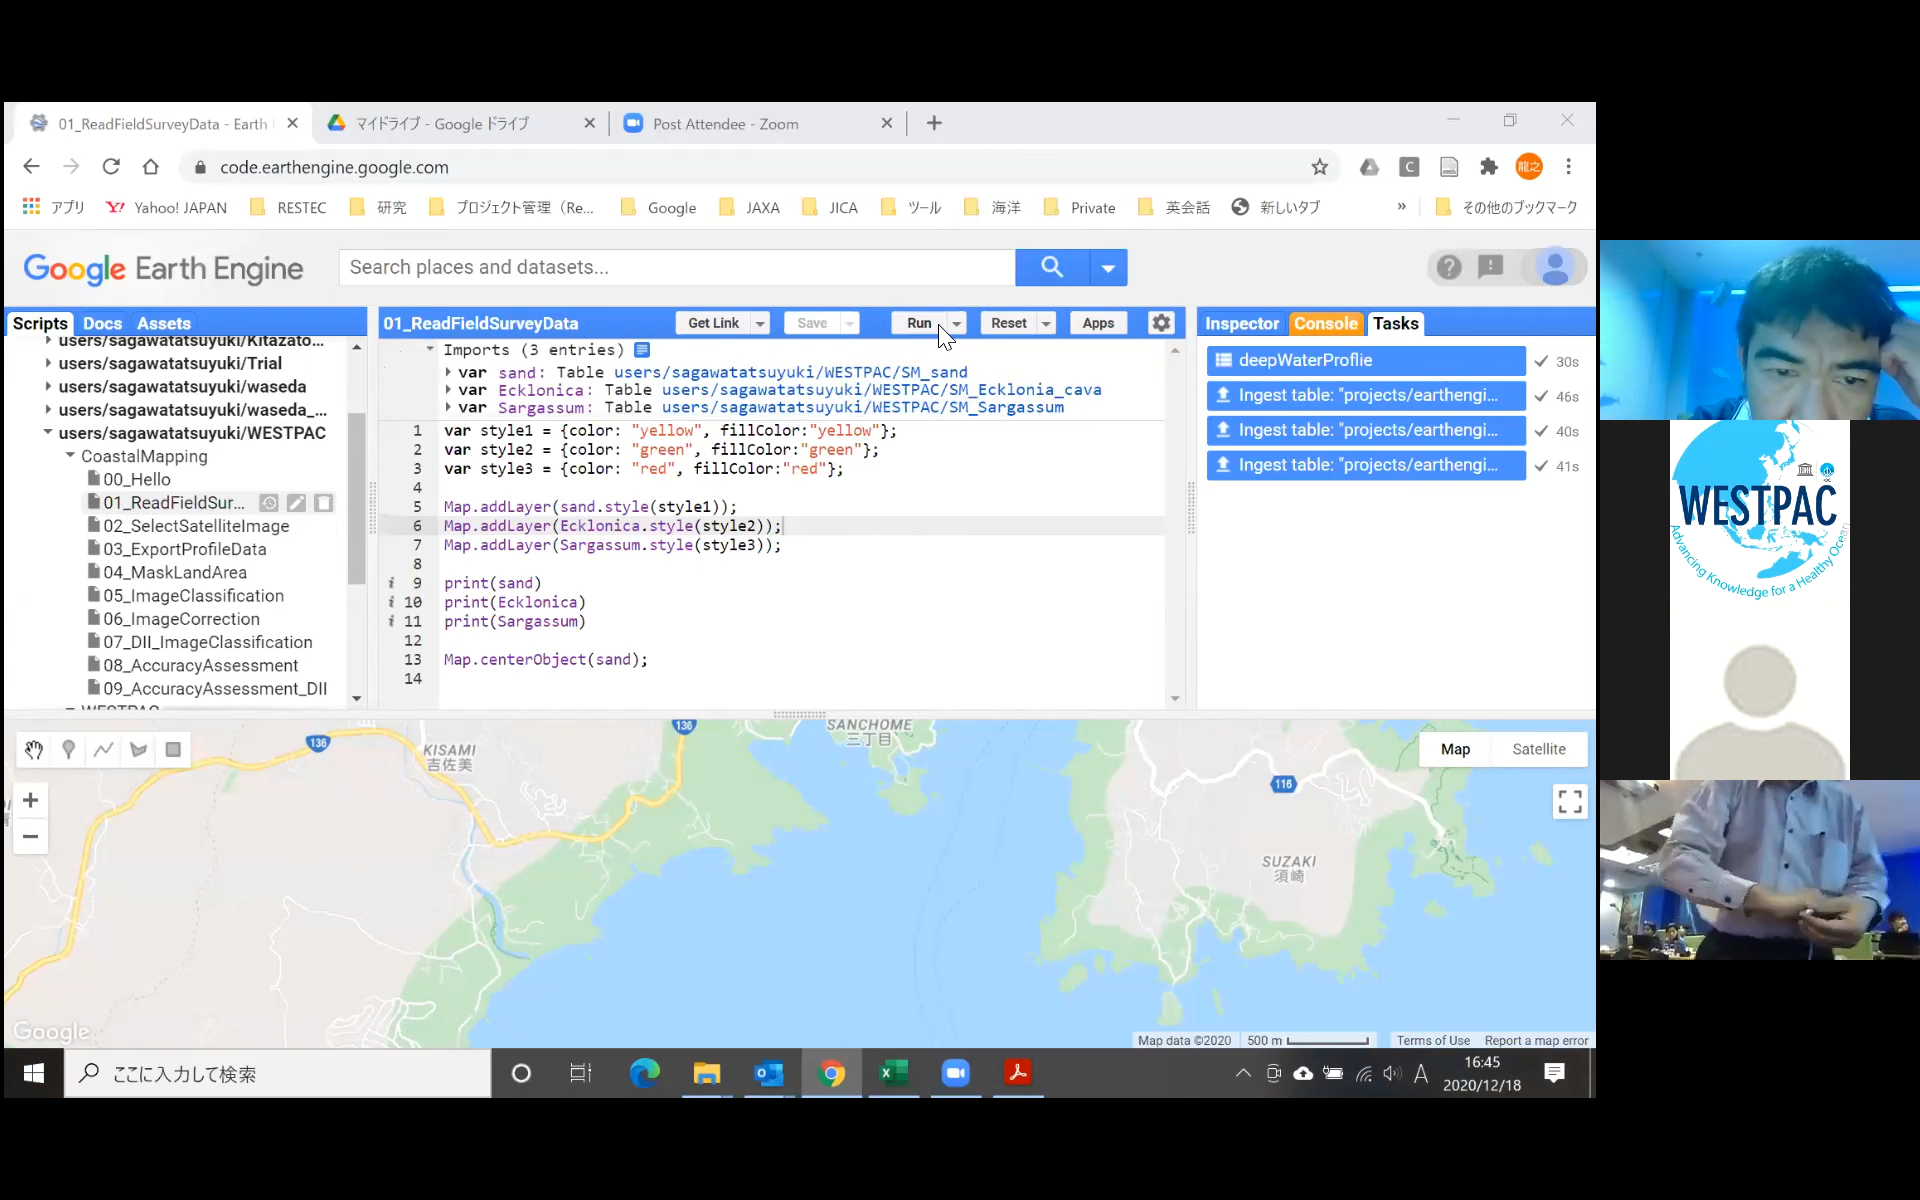 01_ReadFieldSurveyData - Earth
マイドライブ - Google ドライブ
Post Attendee - Zoom
code.earthengine.google.com
アプリ
Yahoo! JAPAN
RESTEC
研究
プロジェクト管理（Re...
Google
JAXA
JICA
ツール
海洋
Private
英会話
新しいタブ
»
その他のブックマーク
Google Earth Engine
Search places and datasets...
Scripts
Docs
Assets
users/sagawatatsuyuki/Kitazato...
users/sagawatatsuyuki/Trial
users/sagawatatsuyuki/waseda
users/sagawatatsuyuki/waseda_...
users/sagawatatsuyuki/WESTPAC
CoastalMapping
00_Hello
01_ReadFieldSur...
02_SelectSatelliteImage
03_ExportProfileData
04_MaskLandArea
05_ImageClassification
06_ImageCorrection
07_DII_ImageClassification
08_AccuracyAssessment
09_AccuracyAssessment_DII
WESTPAC
01_ReadFieldSurveyData
Get Link
Save
Run
Reset
Apps
Imports (3 entries)
var sand: Table users/sagawatatsuyuki/WESTPAC/SM_sand
var Ecklonica: Table users/sagawatatsuyuki/WESTPAC/SM_Ecklonia_cava
var Sargassum: Table users/sagawatatsuyuki/WESTPAC/SM_Sargassum
1 var style1 = {color: "yellow", fillColor:"yellow"};
2 var style2 = {color: "green", fillColor:"green"};
3 var style3 = {color: "red", fillColor:"red"};
4
5 Map.addLayer(sand.style(style1));
6 Map.addLayer(Ecklonica.style(style2));
7 Map.addLayer(Sargassum.style(style3));
8
i 9 print(sand)
i 10 print(Ecklonica)
i 11 print(Sargassum)
12
13 Map.centerObject(sand);
14
Inspector
Console
Tasks
deepWaterProflie
30s
Ingest table: "projects/earthengi...
46s
Ingest table: "projects/earthengi...
40s
Ingest table: "projects/earthengi...
41s
136
KISAMI
吉佐美
136
SANCHOME
三丁目
116
SUZAKI
須崎
Map
Satellite
Google
Map data ©2020
500 m
Terms of Use
Report a map error
ここに入力して検索
A
16:45
2020/12/18
WESTPAC
Advancing Knowledge for a Healthy Ocean